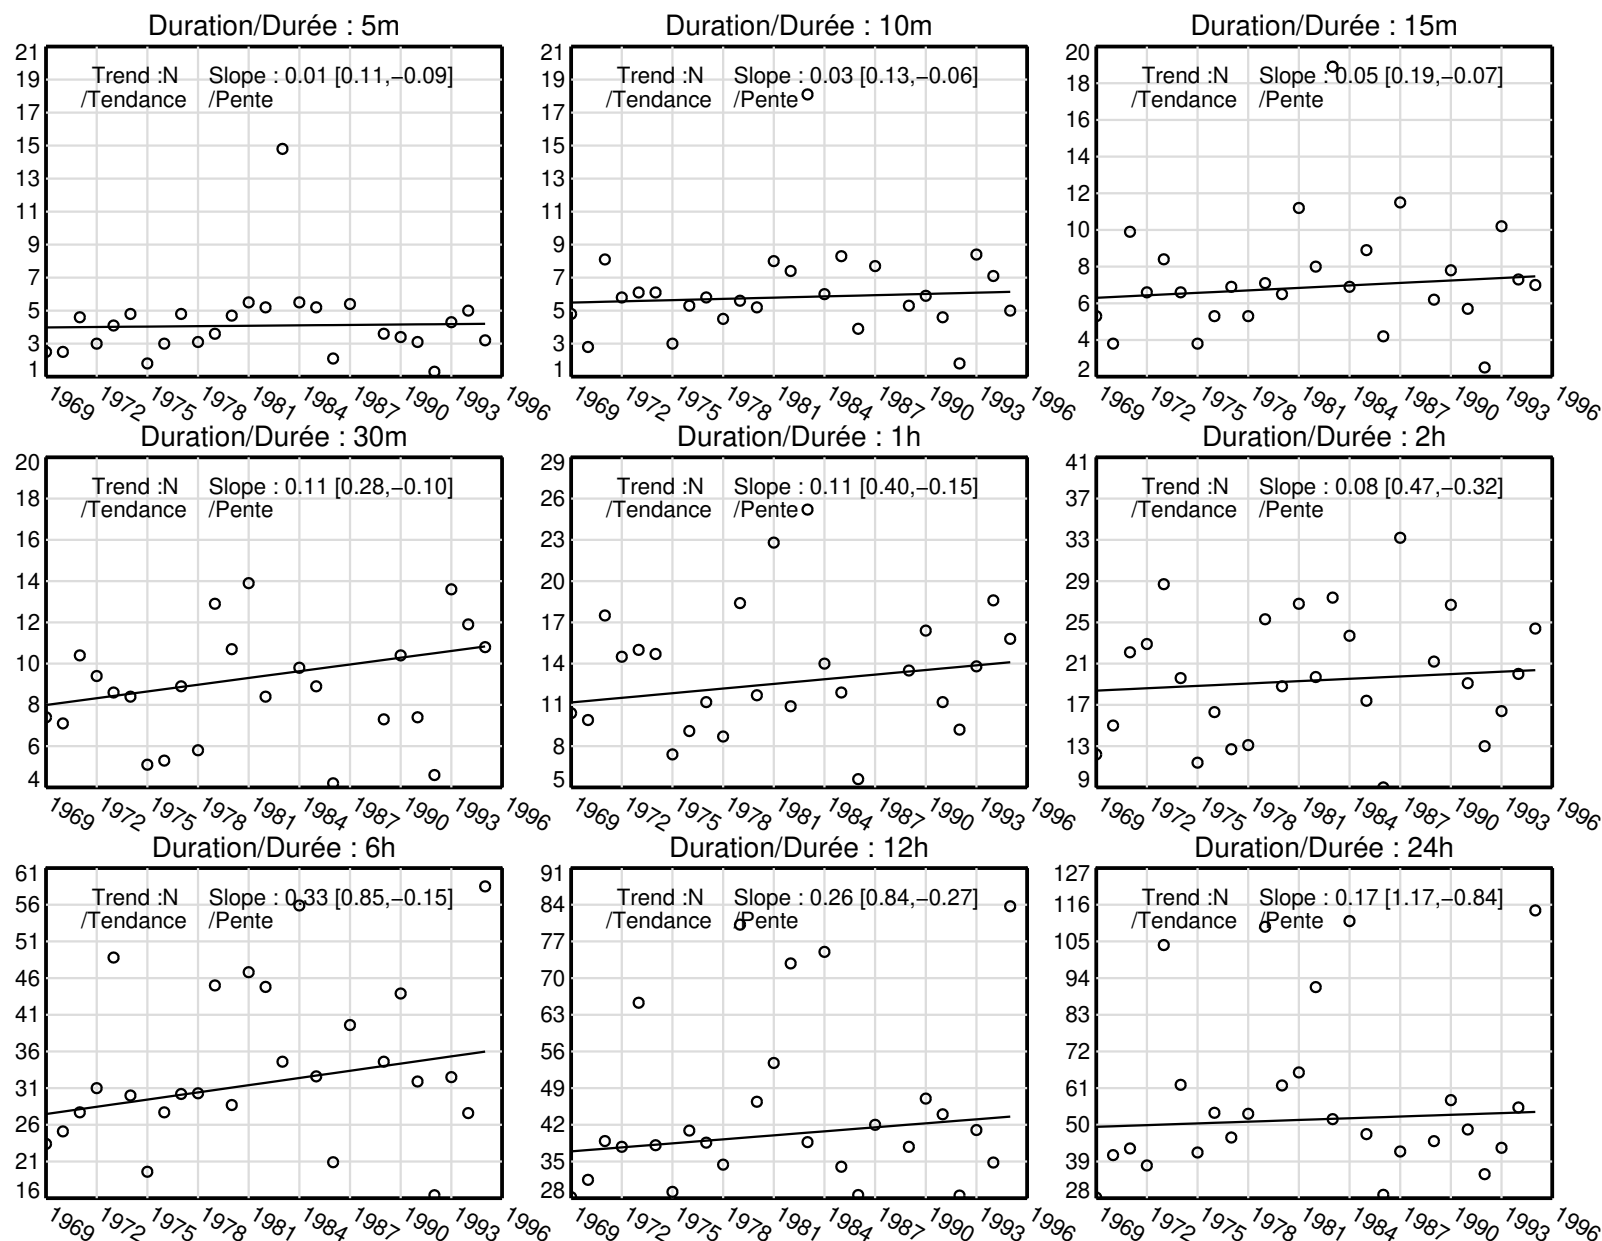 Duration/Durée : 5m
Trend :N Slope : 0.01 [0.11,−0.09]
/Tendance /Pente
21
19
17
15
13
11
9
7
5
3
1
1969 1972 1975 1978 1981 1984 1987 1990 1993 1996
Duration/Durée : 10m
Trend :N Slope : 0.03 [0.13,−0.06]
/Tendance /Pente
21
19
17
15
13
11
9
7
5
3
1
1969 1972 1975 1978 1981 1984 1987 1990 1993 1996
Duration/Durée : 15m
Trend :N Slope : 0.05 [0.19,−0.07]
/Tendance /Pente
20
18
16
14
12
10
8
6
4
2
1969 1972 1975 1978 1981 1984 1987 1990 1993 1996
Duration/Durée : 30m
Trend :N Slope : 0.11 [0.28,−0.10]
/Tendance /Pente
20
18
16
14
12
10
8
6
4
1969 1972 1975 1978 1981 1984 1987 1990 1993 1996
Duration/Durée : 1h
Trend :N Slope : 0.11 [0.40,−0.15]
/Tendance /Pente
29
26
23
20
17
14
11
8
5
1969 1972 1975 1978 1981 1984 1987 1990 1993 1996
Duration/Durée : 2h
Trend :N Slope : 0.08 [0.47,−0.32]
/Tendance /Pente
41
37
33
29
25
21
17
13
9
1969 1972 1975 1978 1981 1984 1987 1990 1993 1996
Duration/Durée : 6h
Trend :N Slope : 0.33 [0.85,−0.15]
/Tendance /Pente
61
56
51
46
41
36
31
26
21
16
1969 1972 1975 1978 1981 1984 1987 1990 1993 1996
Duration/Durée : 12h
Trend :N Slope : 0.26 [0.84,−0.27]
/Tendance /Pente
91
84
77
70
63
56
49
42
35
28
1969 1972 1975 1978 1981 1984 1987 1990 1993 1996
Duration/Durée : 24h
Trend :N Slope : 0.17 [1.17,−0.84]
/Tendance /Pente
127
116
105
94
83
72
61
50
39
28
1969 1972 1975 1978 1981 1984 1987 1990 1993 1996